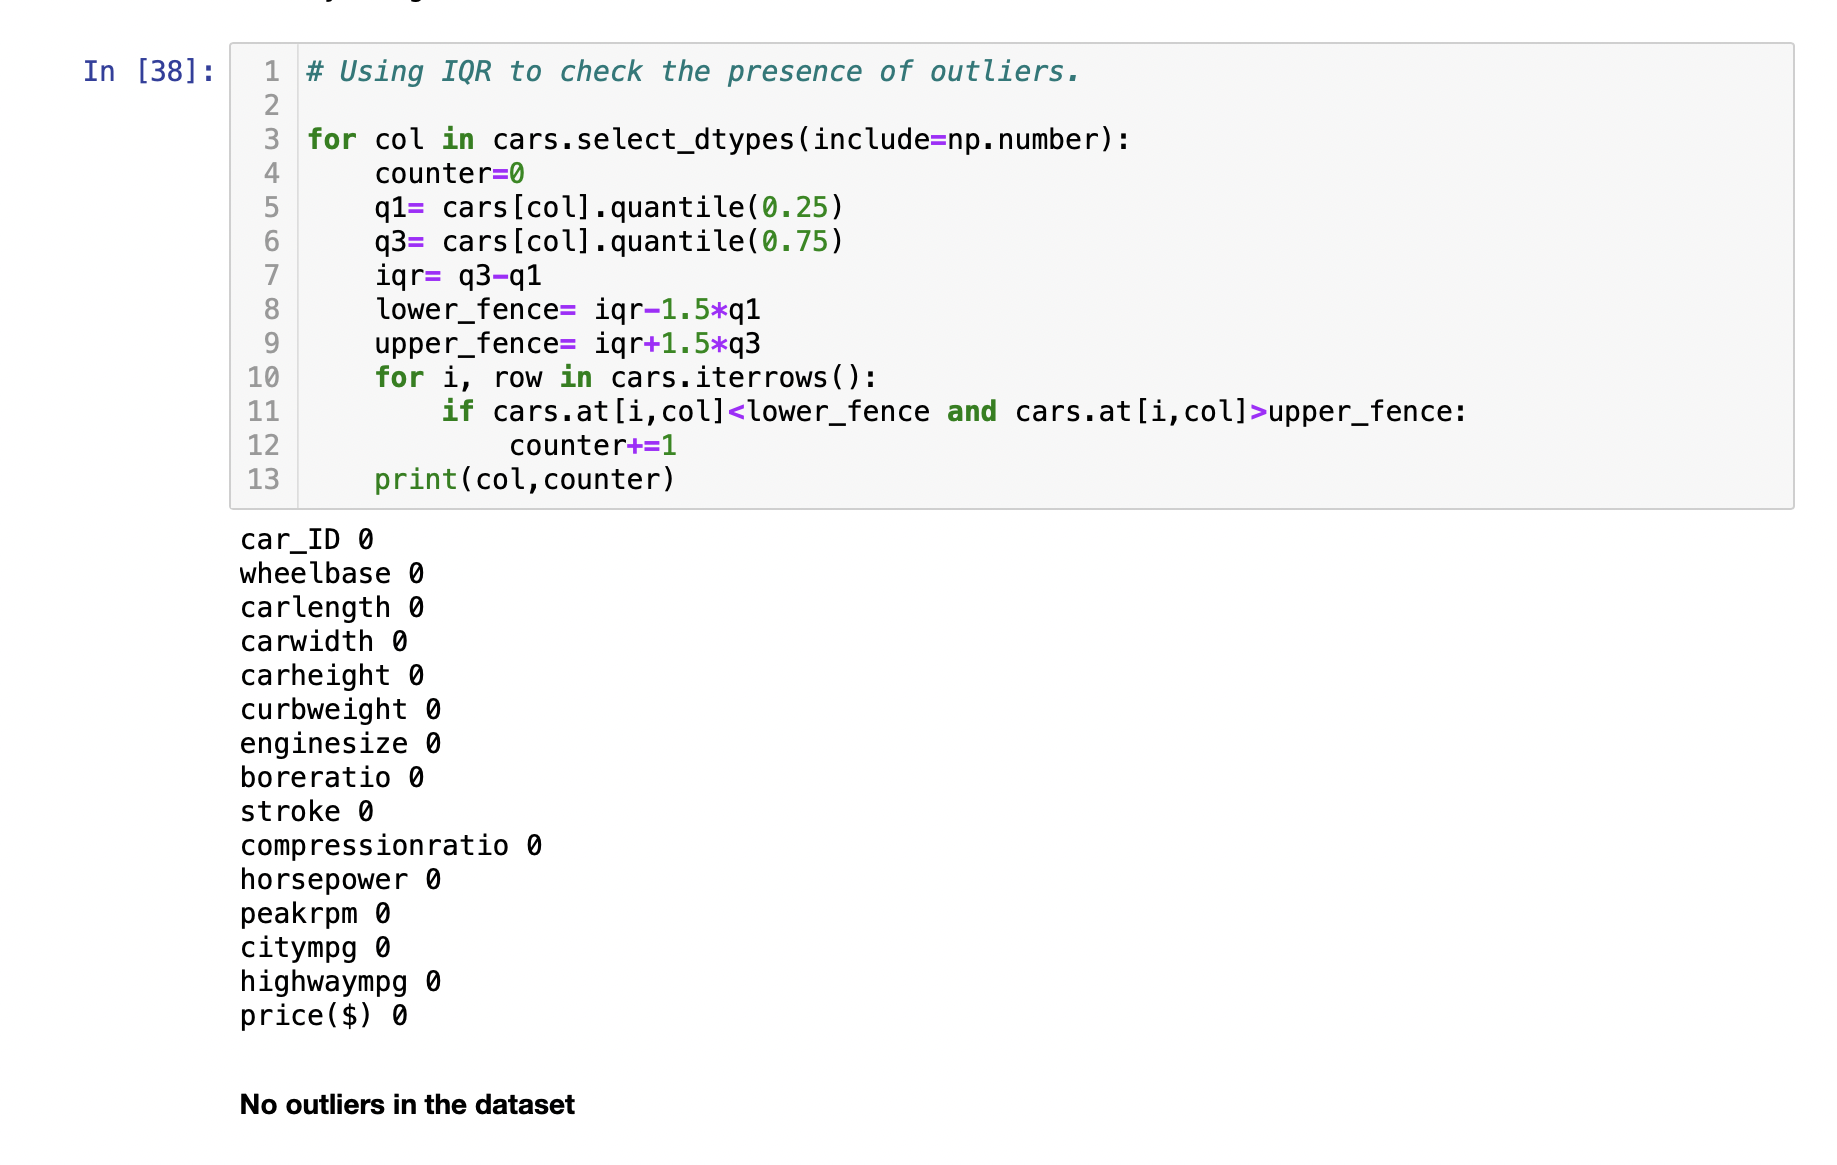 In [38]:
1 # Using IQR to check the presence of outliers.
2
3 for col in cars.select_dtypes(include=np.number):
4     counter=0
5     q1= cars[col].quantile(0.25)
6     q3= cars[col].quantile(0.75)
7     iqr= q3-q1
8     lower_fence= iqr-1.5*q1
9     upper_fence= iqr+1.5*q3
10     for i, row in cars.iterrows():
11         if cars.at[i,col]<lower_fence and cars.at[i,col]>upper_fence:
12             counter+=1
13     print(col,counter)
car_ID 0
wheelbase 0
carlength 0
carwidth 0
carheight 0
curbweight 0
enginesize 0
boreratio 0
stroke 0
compressionratio 0
horsepower 0
peakrpm 0
citympg 0
highwaympg 0
price($) 0
No outliers in the dataset